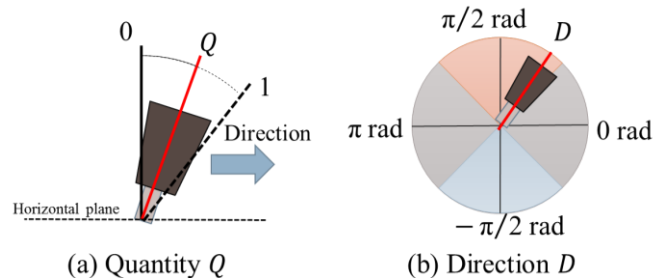 0
Q
1
Direction
Horizontal plane
(a) Quantity Q
π/2 rad
D
π rad
0 rad
− π/2 rad
(b) Direction D